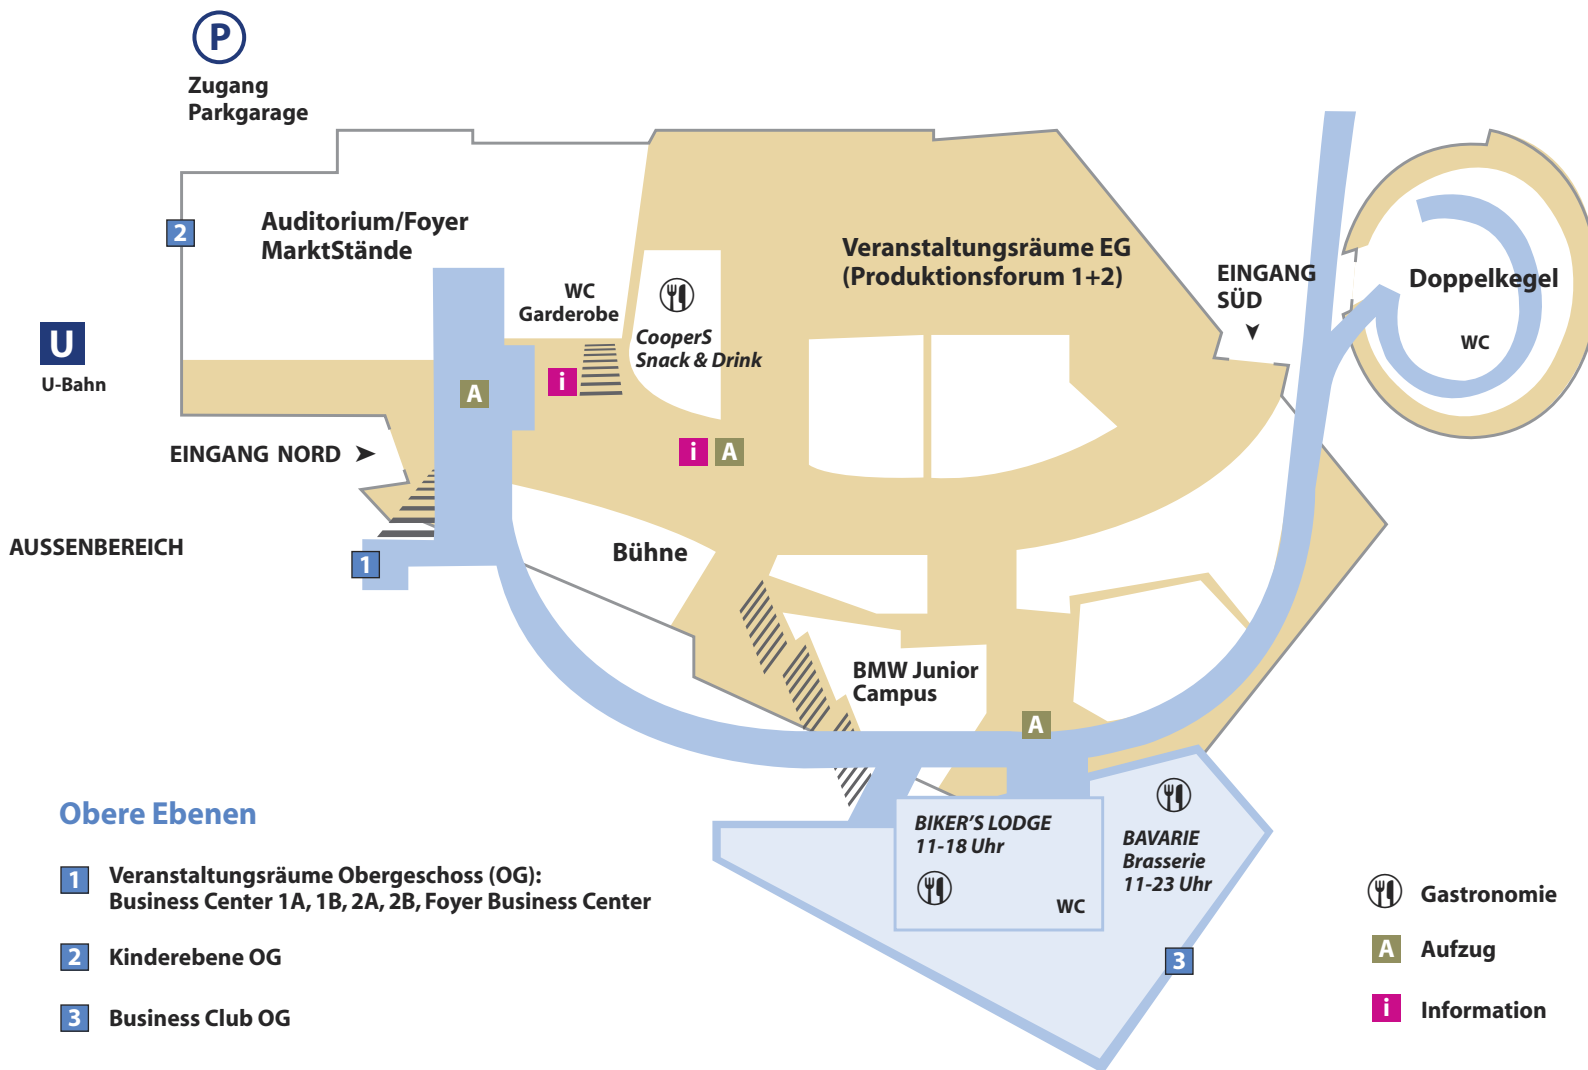 P
Zugang
Parkgarage
2
Auditorium/Foyer
MarktStände
WC
Garderobe
CooperS
Snack & Drink
Veranstaltungsräume EG
(Produktionsforum 1+2)
EINGANG
SÜD
Doppelkegel
WC
U
U-Bahn
A
i
i
A
EINGANG NORD
AUSSENBEREICH
1
Bühne
BMW Junior
Campus
A
BIKER'S LODGE
11-18 Uhr
WC
BAVARIE
Brasserie
11-23 Uhr
3
Obere Ebenen
1 Veranstaltungsräume Obergeschoss (OG):
Business Center 1A, 1B, 2A, 2B, Foyer Business Center
2 Kinderebene OG
3 Business Club OG
Gastronomie
A Aufzug
i Information